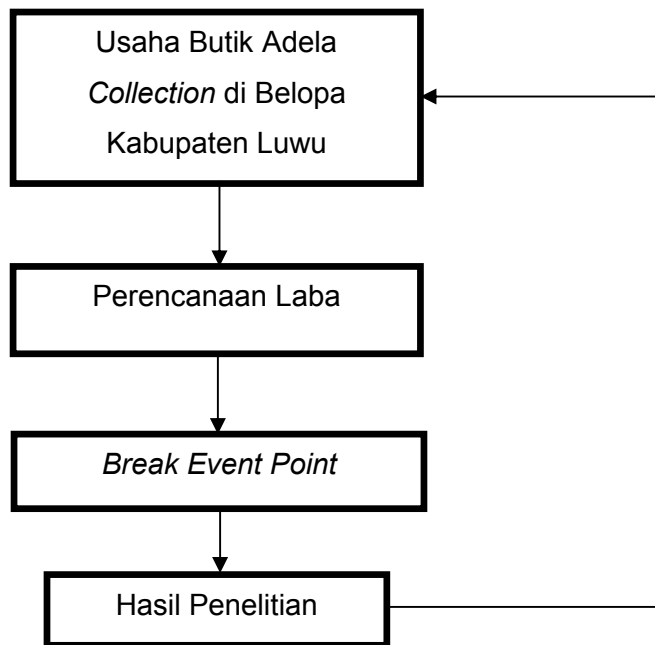 Usaha Butik Adela
Collection di Belopa
Kabupaten Luwu
Perencanaan Laba
Break Event Point
Hasil Penelitian